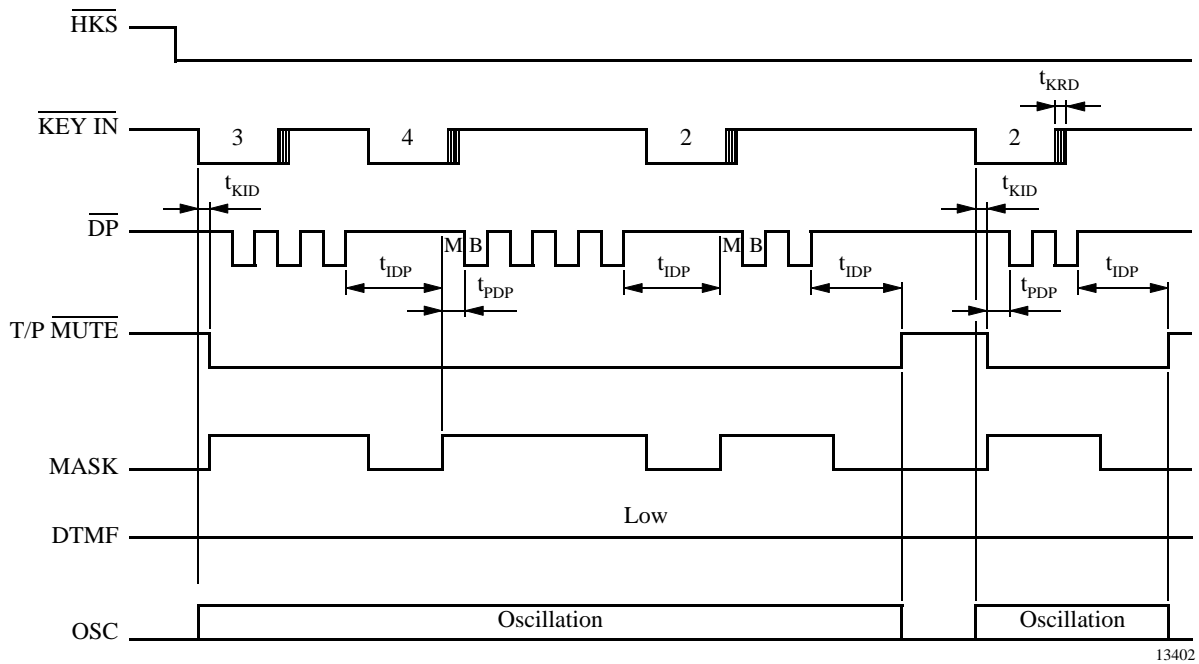 HKS
tKRD
KEY IN
3
4
2
2
tKID
tKID
DP
M B
M B
tIDP
tIDP
tIDP
tIDP
tPDP
tPDP
T/P MUTE
MASK
Low
DTMF
Oscillation
Oscillation
OSC
13402